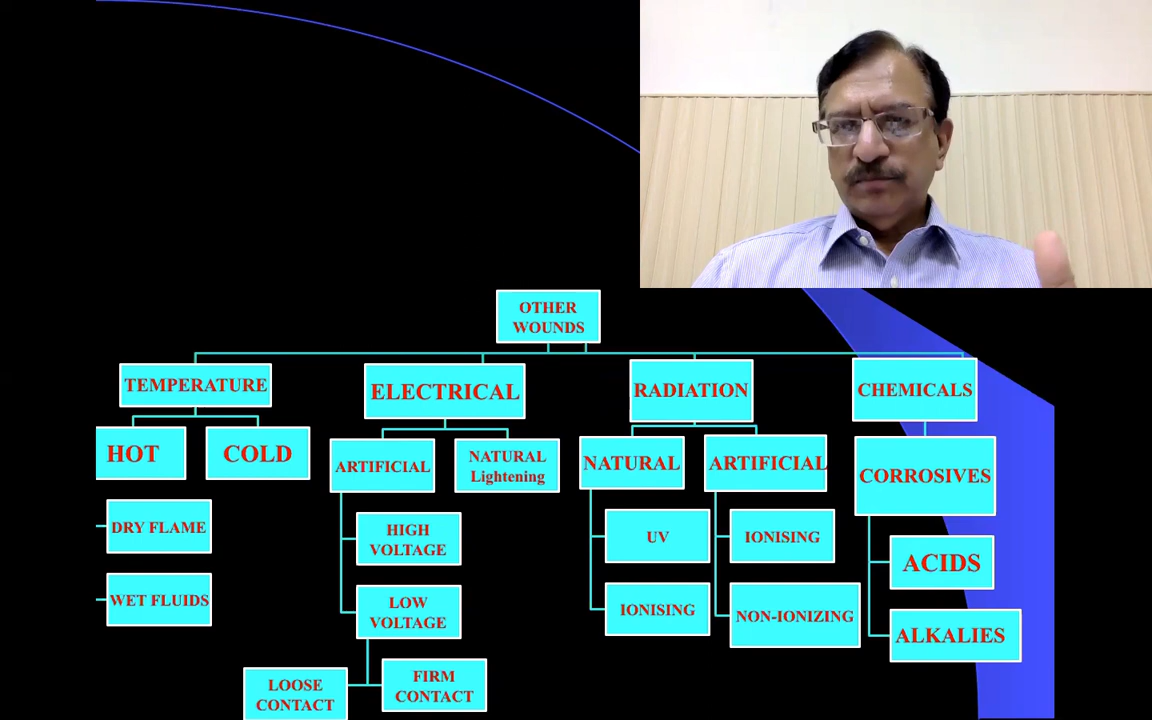 OTHER
WOUNDS
TEMPERATURE
ELECTRICAL
RADIATION
CHEMICALS
HOT
COLD
ARTIFICIAL
NATURAL
Lightening
NATURAL
ARTIFICIAL
CORROSIVES
DRY FLAME
HIGH
VOLTAGE
UV
IONISING
ACIDS
WET FLUIDS
LOW
VOLTAGE
IONISING
NON-IONIZING
ALKALIES
LOOSE
CONTACT
FIRM
CONTACT